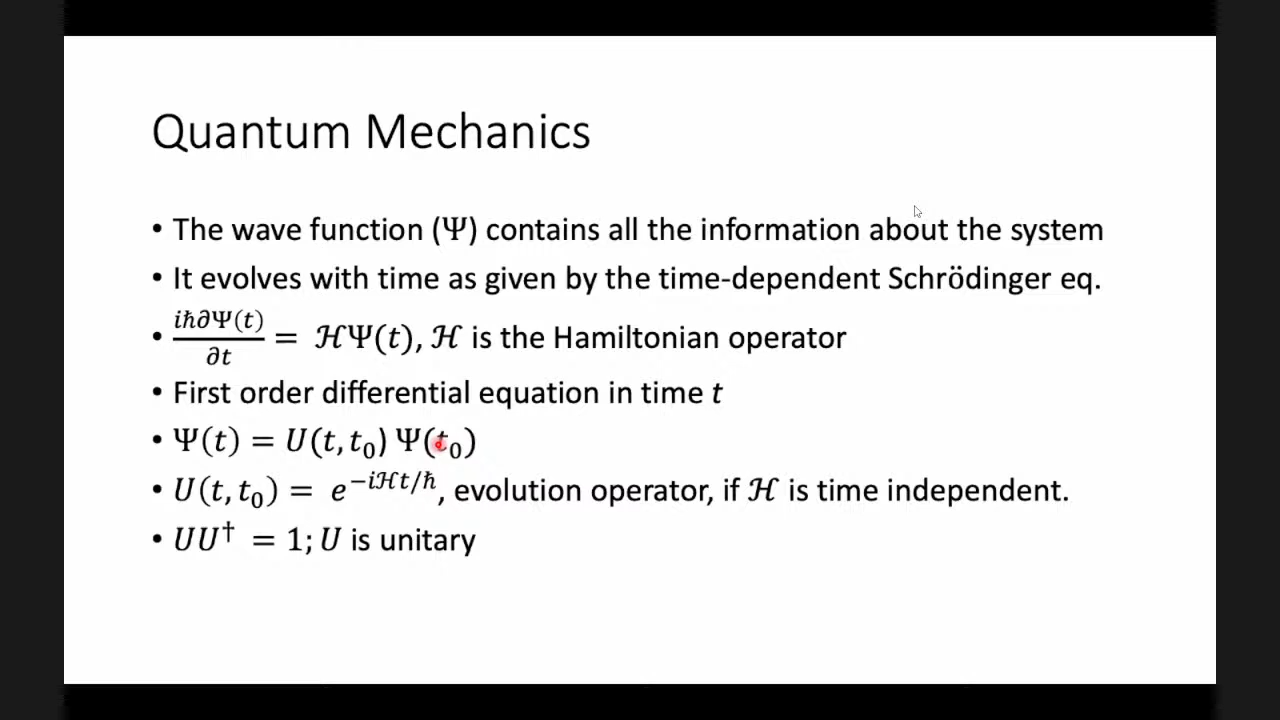 Quantum Mechanics
• The wave function (Ψ) contains all the information about the system
• It evolves with time as given by the time-dependent Schrödinger eq.
• iħ∂Ψ(t)/∂t = ℋΨ(t), ℋ is the Hamiltonian operator
• First order differential equation in time t
• Ψ(t) = U(t, t₀) Ψ(t₀)
• U(t, t₀) = e^{−iℋt/ħ}, evolution operator, if ℋ is time independent.
• UU† = 1; U is unitary